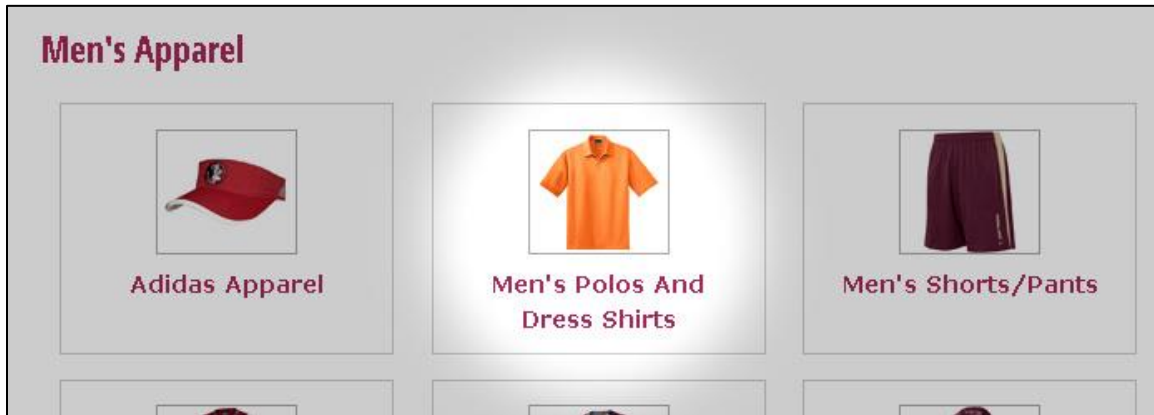 Men's Apparel
Adidas Apparel
Men's Polos And
Dress Shirts
Men's Shorts/Pants